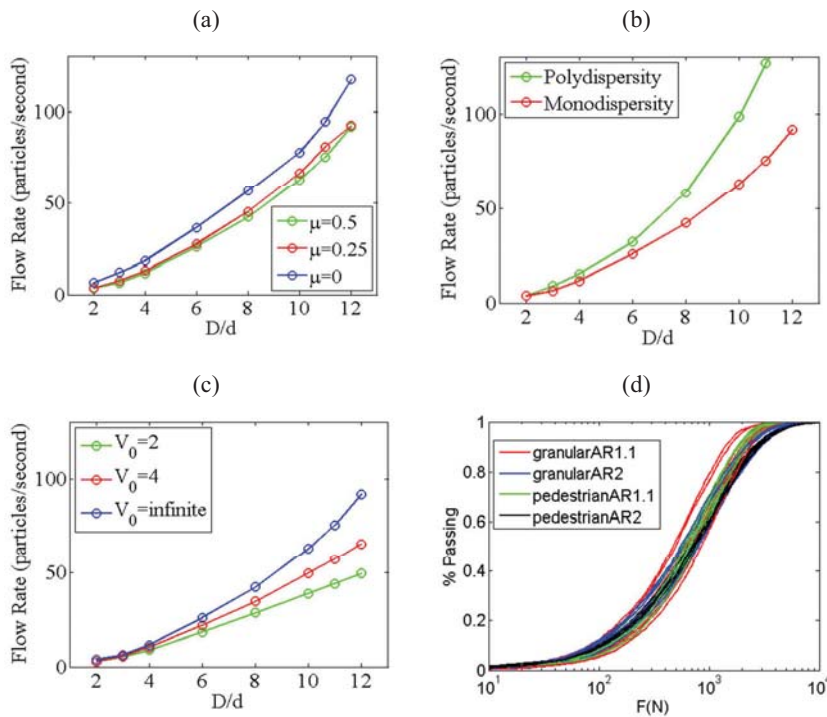 (a)
Flow Rate (particles/second)
100
50
0
μ=0.5
μ=0.25
μ=0
2 4 6 8 10 12
D/d
(b)
Flow Rate (particles/second)
100
50
0
Polydispersity
Monodispersity
2 4 6 8 10 12
D/d
(c)
Flow Rate (particles/second)
100
50
0
V₀=2
V₀=4
V₀=infinite
2 4 6 8 10 12
D/d
(d)
% Passing
1
0.8
0.6
0.4
0.2
0
granularAR1.1
granularAR2
pedestrianAR1.1
pedestrianAR2
10¹ 10² 10³ 10⁴
F(N)